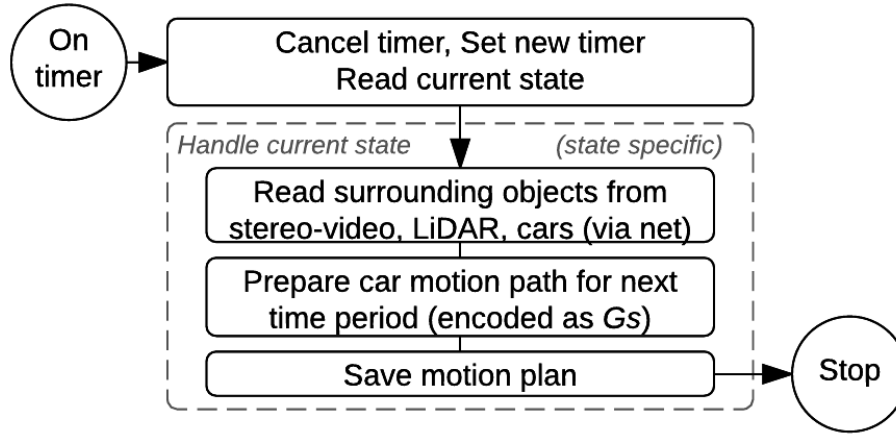 On
timer
Cancel timer, Set new timer
Read current state
Handle current state (state specific)
Read surrounding objects from
stereo-video, LiDAR, cars (via net)
Prepare car motion path for next
time period (encoded as Gs)
Save motion plan
Stop